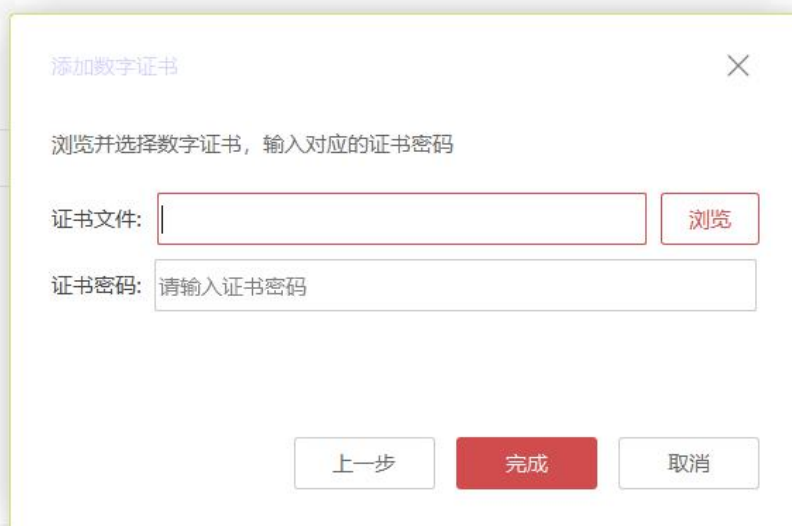 添加数字证书
浏览并选择数字证书，输入对应的证书密码
证书文件: 浏览
证书密码: 请输入证书密码
上一步 完成 取消